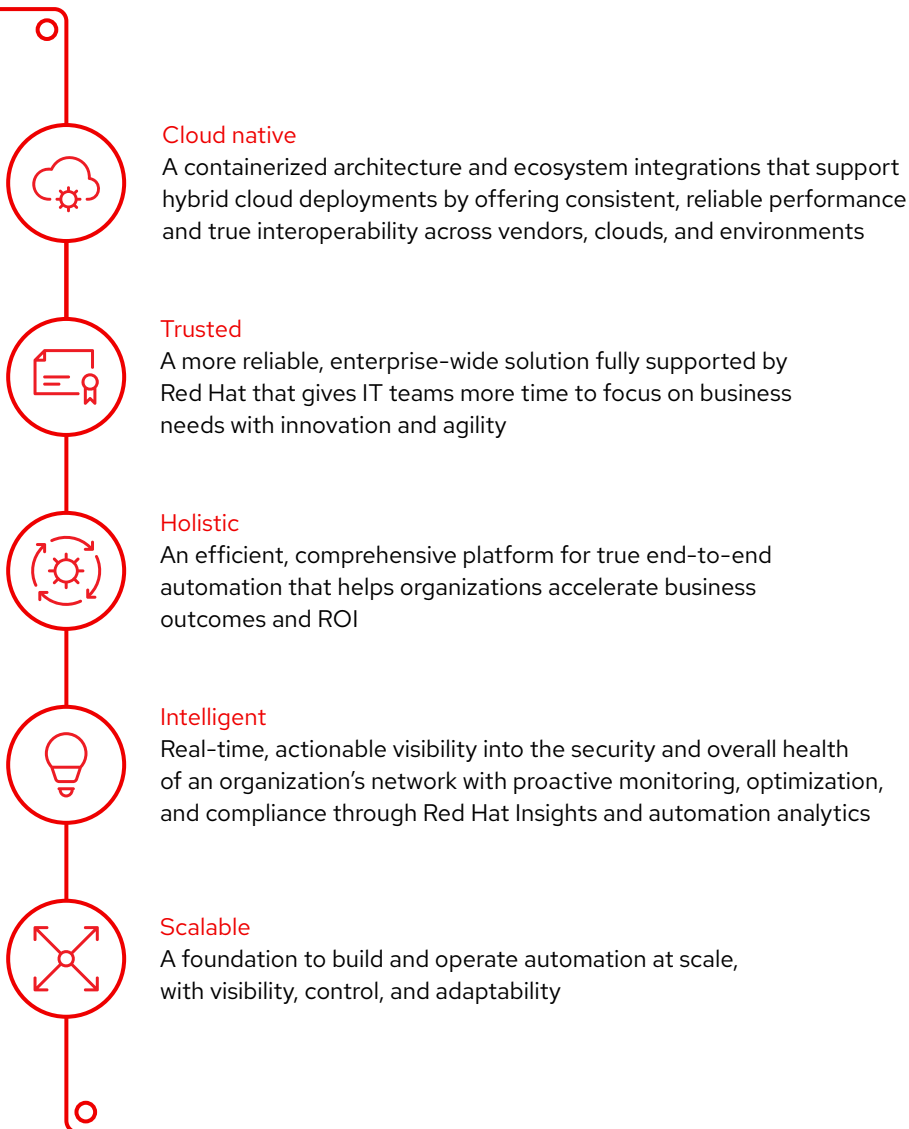 Cloud native
A containerized architecture and ecosystem integrations that support
hybrid cloud deployments by offering consistent, reliable performance
and true interoperability across vendors, clouds, and environments
Trusted
A more reliable, enterprise-wide solution fully supported by
Red Hat that gives IT teams more time to focus on business
needs with innovation and agility
Holistic
An efficient, comprehensive platform for true end-to-end
automation that helps organizations accelerate business
outcomes and ROI
Intelligent
Real-time, actionable visibility into the security and overall health
of an organization’s network with proactive monitoring, optimization,
and compliance through Red Hat Insights and automation analytics
Scalable
A foundation to build and operate automation at scale,
with visibility, control, and adaptability